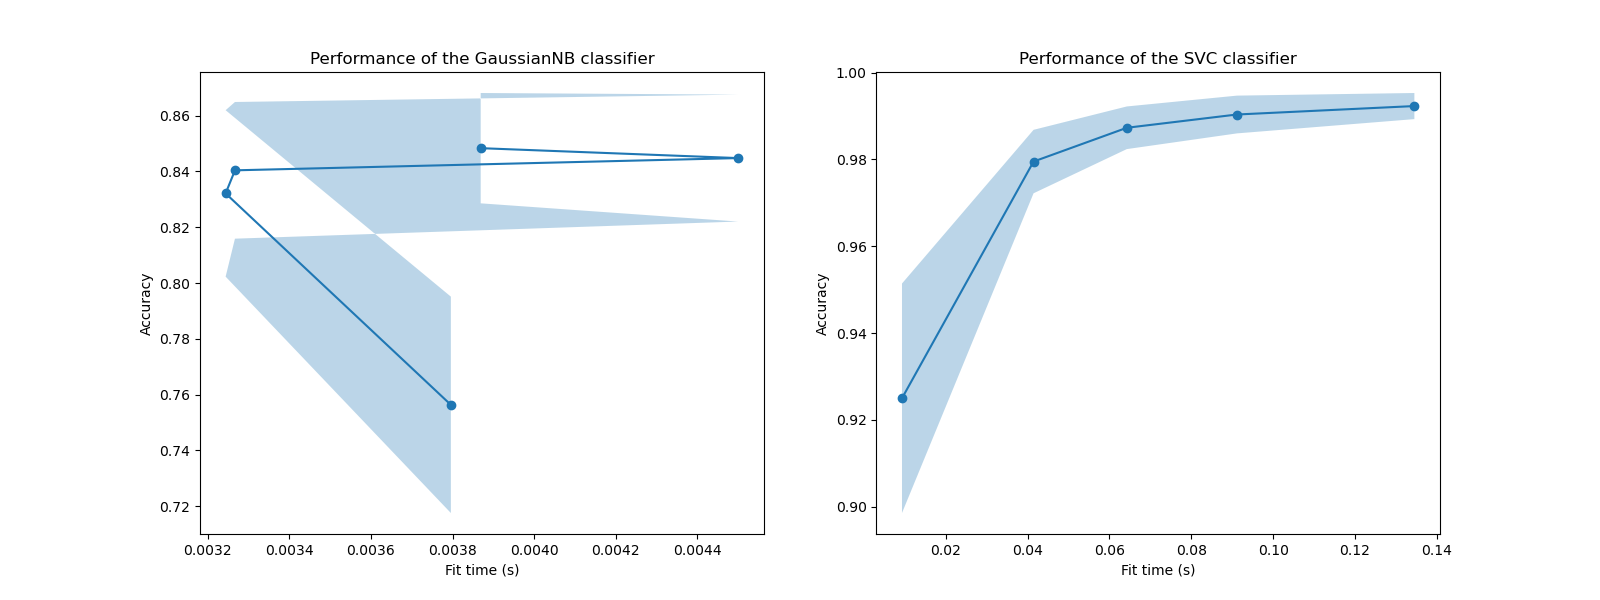 Performance of the GaussianNB classifier
0.86
0.84
0.82
0.80
0.78
0.76
0.74
0.72
Accuracy
0.0032 0.0034 0.0036 0.0038 0.0040 0.0042 0.0044
Fit time (s)
Performance of the SVC classifier
1.00
0.98
0.96
0.94
0.92
0.90
Accuracy
0.02 0.04 0.06 0.08 0.10 0.12 0.14
Fit time (s)